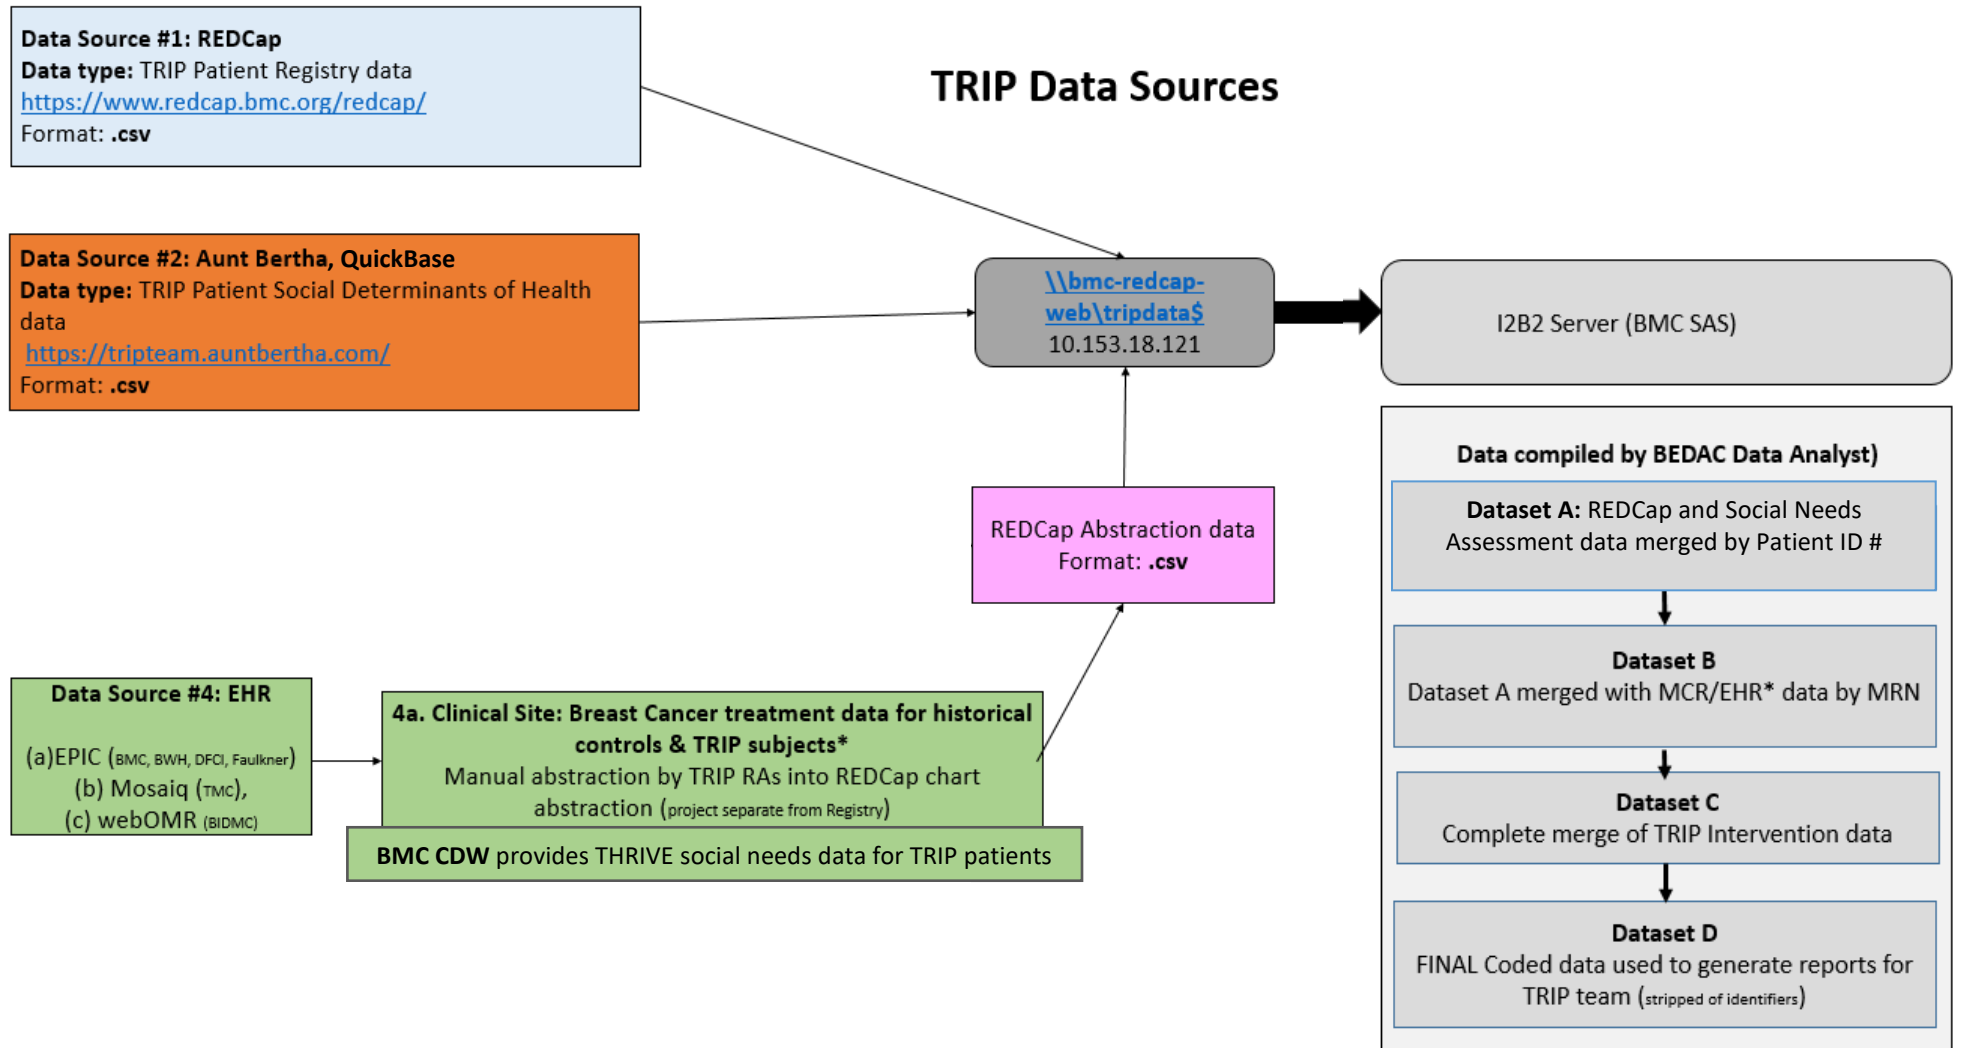 Data Source #1: REDCap
Data type: TRIP Patient Registry data
https://www.redcap.bmc.org/redcap/
Format: .csv
TRIP Data Sources
Data Source #2: Aunt Bertha, QuickBase
Data type: TRIP Patient Social Determinants of Health
data
https://tripteam.auntbertha.com/
Format: .csv
\\bmc-redcap-
web\tripdata$
10.153.18.121
I2B2 Server (BMC SAS)
REDCap Abstraction data
Format: .csv
Data Source #4: EHR
(a)EPIC (BMC, BWH, DFCI, Faulkner)
(b) Mosaiq (TMC),
(c) webOMR (BIDMC)
4a. Clinical Site: Breast Cancer treatment data for historical
controls & TRIP subjects*
Manual abstraction by TRIP RAs into REDCap chart
abstraction (project separate from Registry)
BMC CDW provides THRIVE social needs data for TRIP patients
Data compiled by BEDAC Data Analyst)
Dataset A: REDCap and Social Needs
Assessment data merged by Patient ID #
Dataset B
Dataset A merged with MCR/EHR* data by MRN
Dataset C
Complete merge of TRIP Intervention data
Dataset D
FINAL Coded data used to generate reports for
TRIP team (stripped of identifiers)